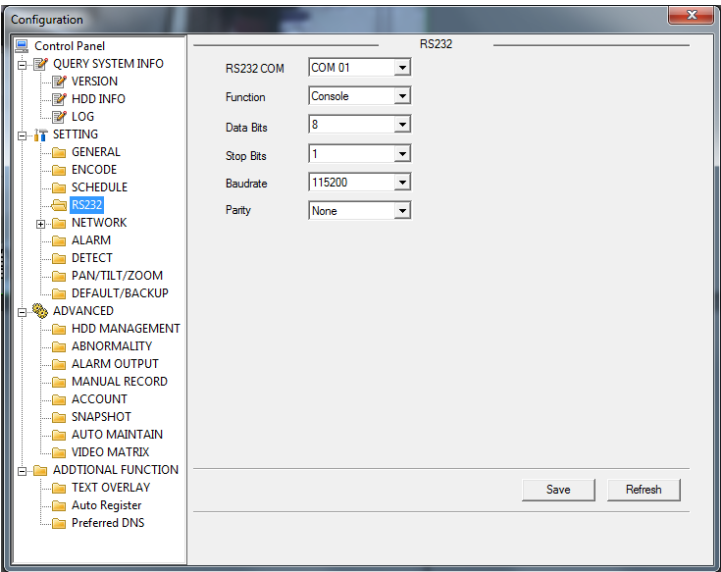 Configuration
Control Panel
QUERY SYSTEM INFO
VERSION
HDD INFO
LOG
SETTING
GENERAL
ENCODE
SCHEDULE
RS232
NETWORK
ALARM
DETECT
PAN/TILT/ZOOM
DEFAULT/BACKUP
ADVANCED
HDD MANAGEMENT
ABNORMALITY
ALARM OUTPUT
MANUAL RECORD
ACCOUNT
SNAPSHOT
AUTO MAINTAIN
VIDEO MATRIX
ADDTIONAL FUNCTION
TEXT OVERLAY
Auto Register
Preferred DNS
RS232
RS232 COM COM 01
Function Console
Data Bits 8
Stop Bits 1
Baudrate 115200
Parity None
Save Refresh